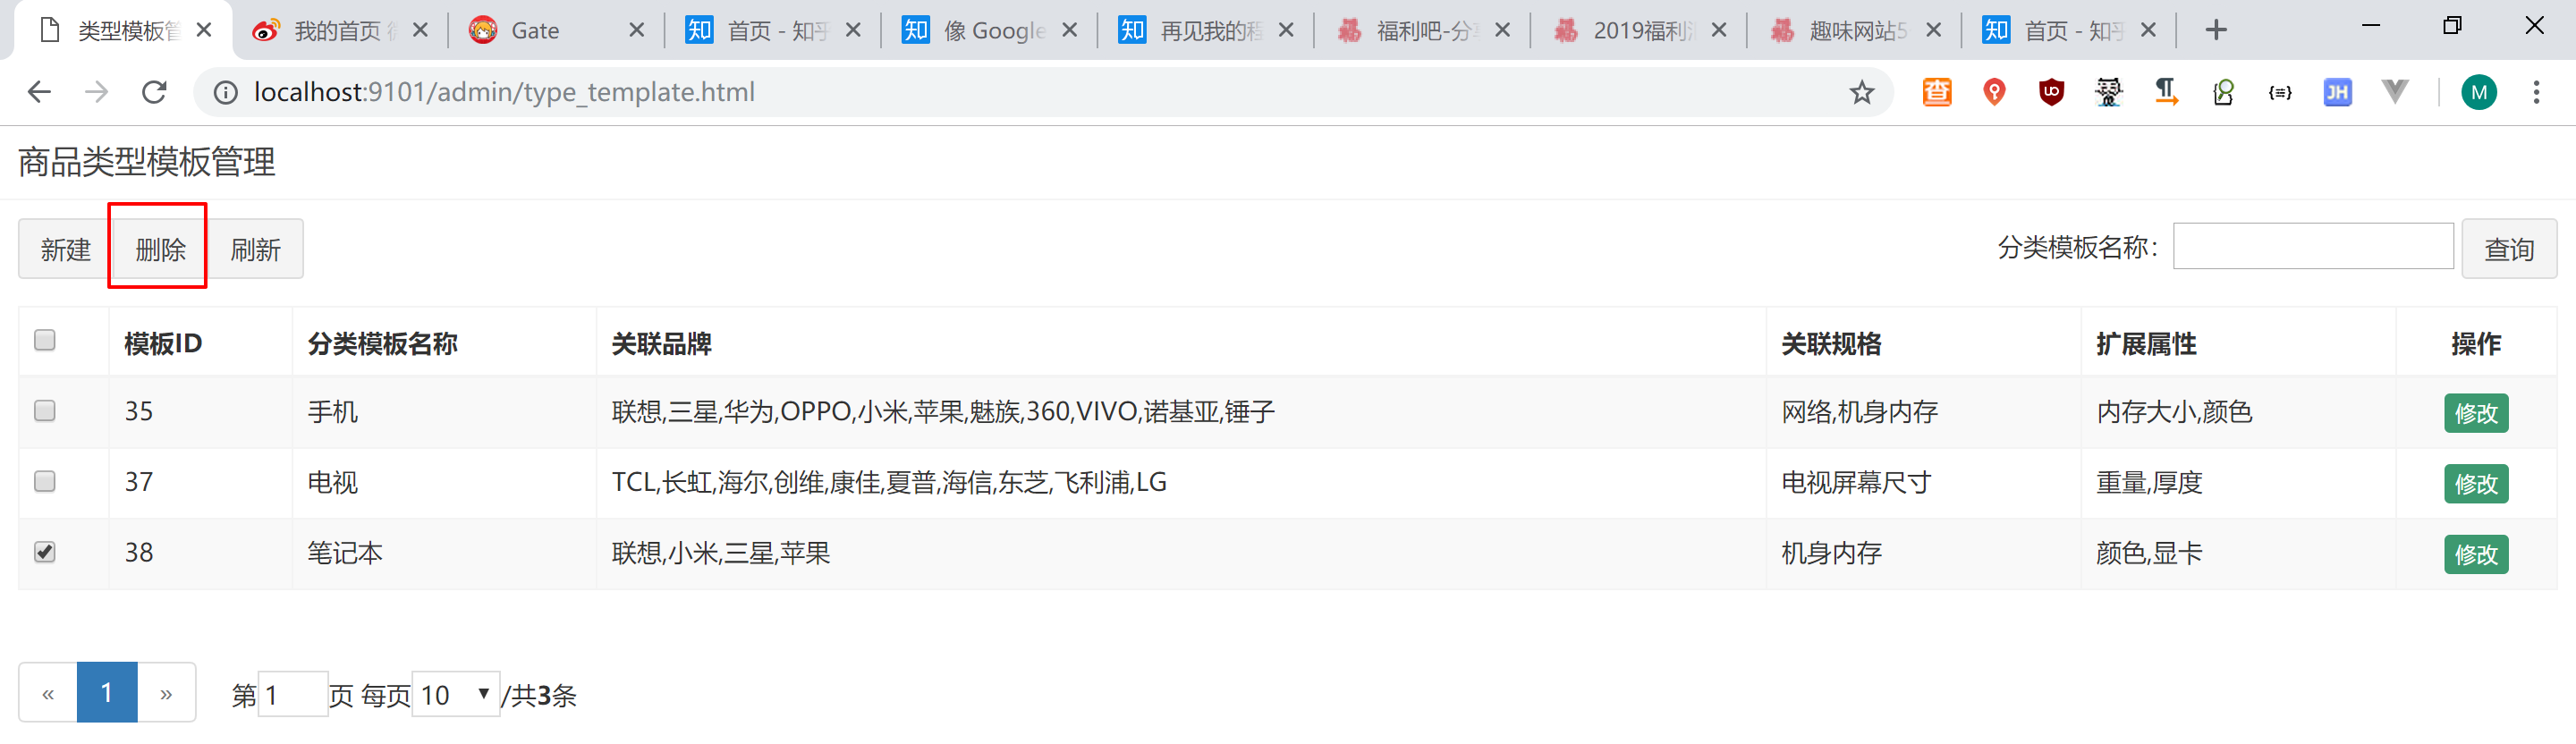 类型模板管 我的首页 Gate 首页 - 知乎 像 Google 再见我的程 福利吧-分享 2019福利 趣味网站5 首页 - 知乎
localhost:9101/admin/type_template.html
商品类型模板管理
新建 删除 刷新 分类模板名称： 查询
模板ID 分类模板名称 关联品牌 关联规格 扩展属性 操作
35 手机 联想,三星,华为,OPPO,小米,苹果,魅族,360,VIVO,诺基亚,锤子 网络,机身内存 内存大小,颜色 修改
37 电视 TCL,长虹,海尔,创维,康佳,夏普,海信,东芝,飞利浦,LG 电视屏幕尺寸 重量,厚度 修改
38 笔记本 联想,小米,三星,苹果 机身内存 颜色,显卡 修改
« 1 » 第 1 页 每页 10 /共3条